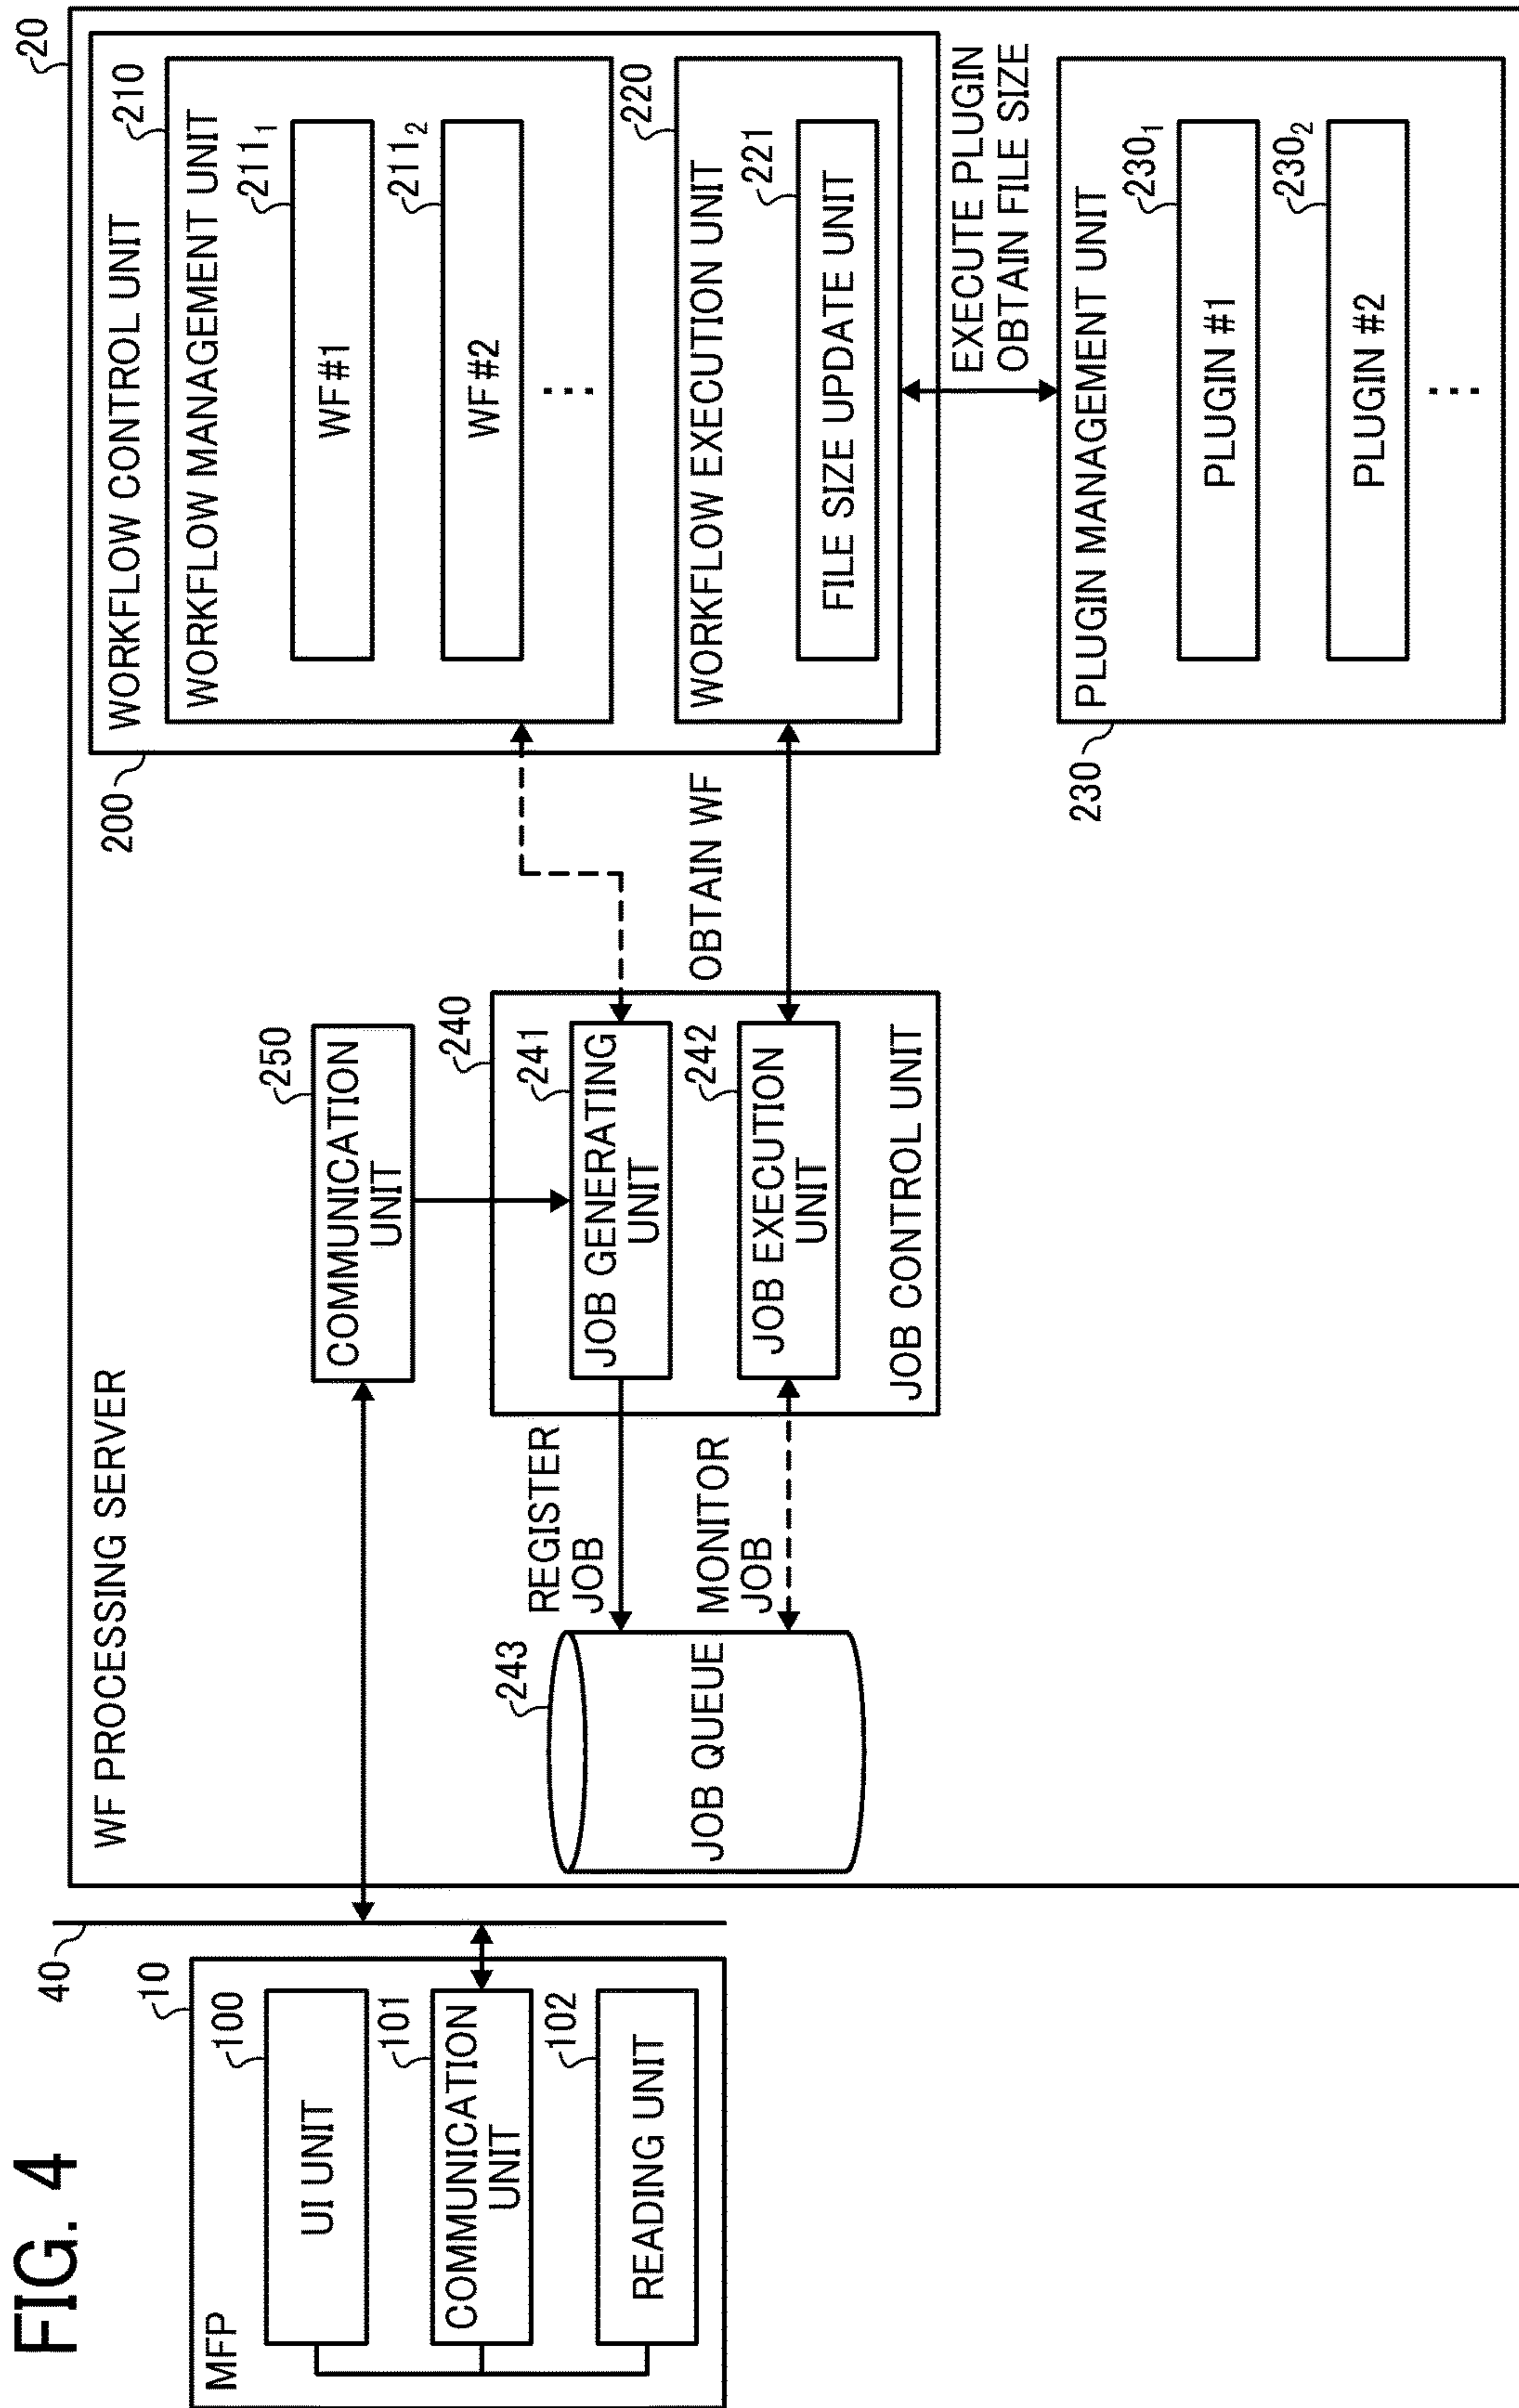 FIG. 4
40
10
MFP
100
UI UNIT
101
COMMUNICATION
UNIT
102
READING UNIT
20
WF PROCESSING SERVER
250
COMMUNICATION
UNIT
243
JOB QUEUE
REGISTER
JOB
MONITOR
JOB
240
241
JOB GENERATING
UNIT
242
JOB EXECUTION
UNIT
JOB CONTROL UNIT
OBTAIN WF
200
WORKFLOW CONTROL UNIT
210
WORKFLOW MANAGEMENT UNIT
211₁
WF#1
211₂
WF#2
...
220
WORKFLOW EXECUTION UNIT
221
FILE SIZE UPDATE UNIT
EXECUTE PLUGIN
OBTAIN FILE SIZE
230
PLUGIN MANAGEMENT UNIT
230₁
PLUGIN #1
230₂
PLUGIN #2
...